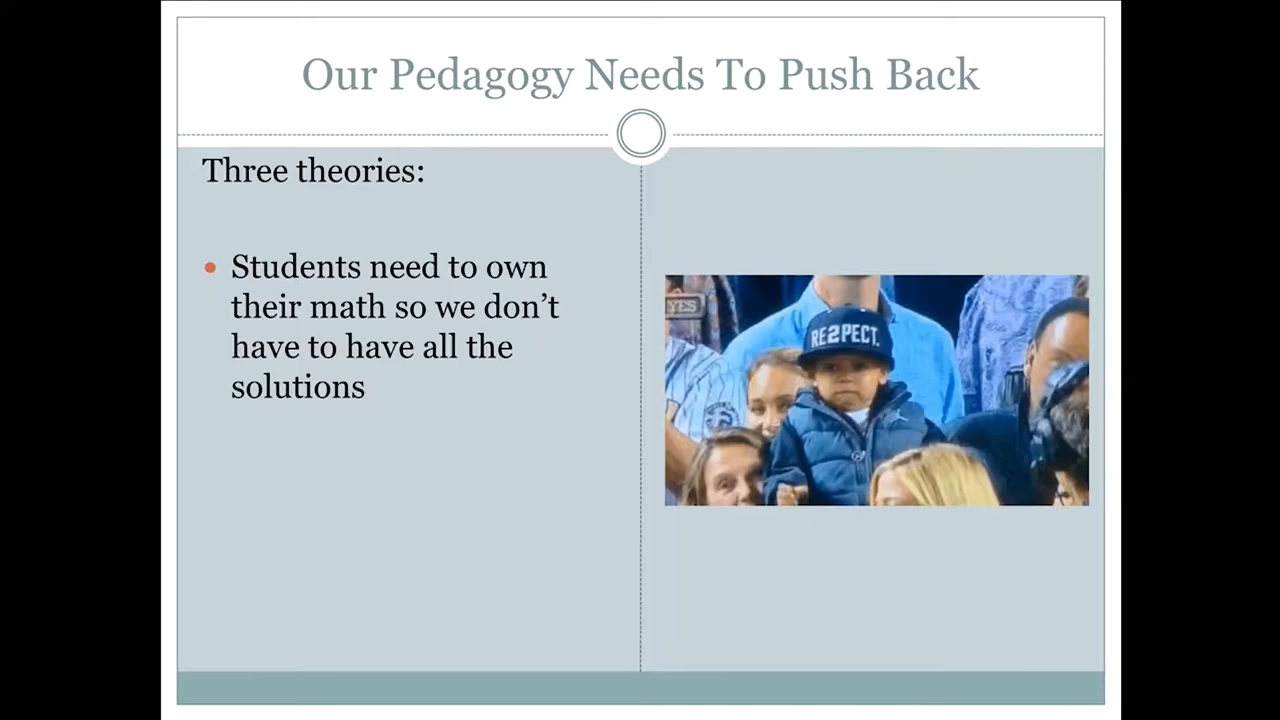 Our Pedagogy Needs To Push Back
Three theories:
Students need to own
their math so we don’t
have to have all the
solutions
YES
RE2PECT.